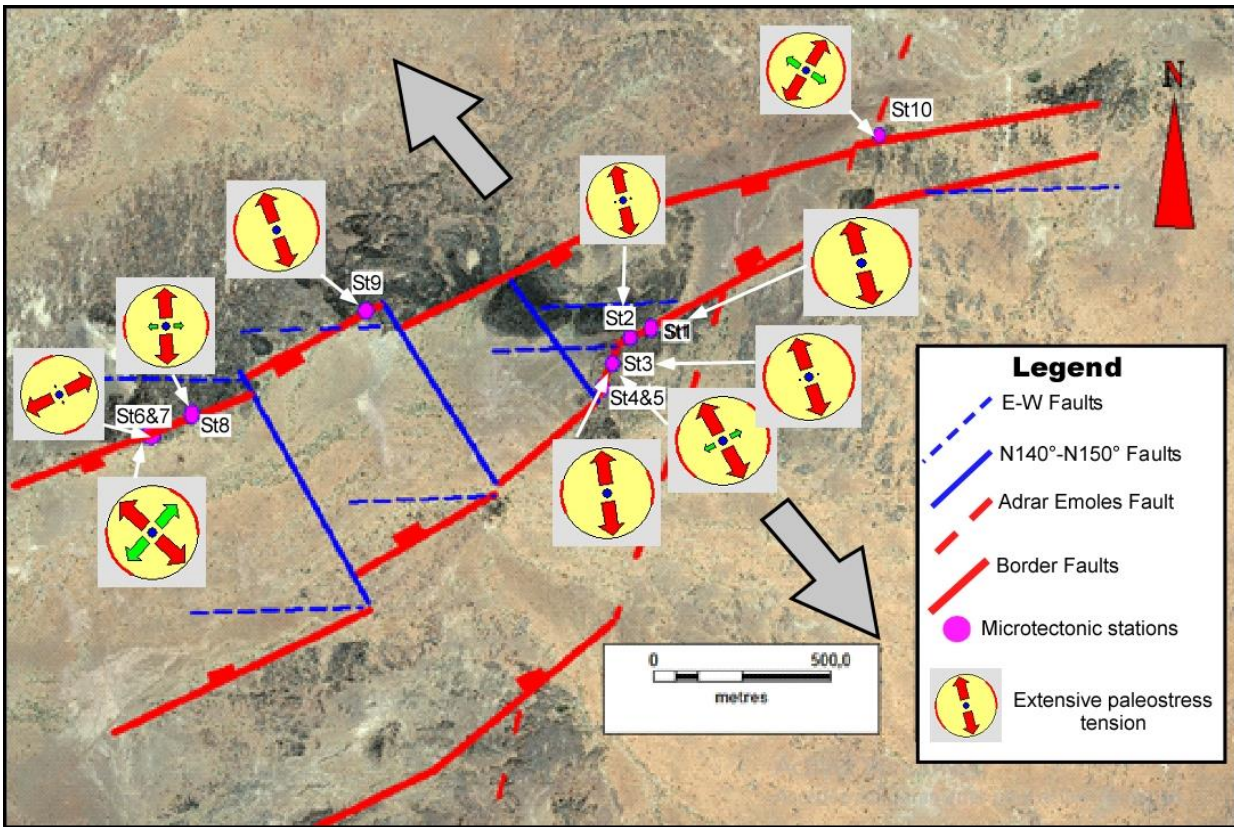 N
St10
St9
St2
St1
St3
St4&5
St6&7
St8
Legend
E-W Faults
N140°-N150° Faults
Adrar Emoles Fault
Border Faults
Microtectonic stations
Extensive paleostress
tension
0 500,0
metres